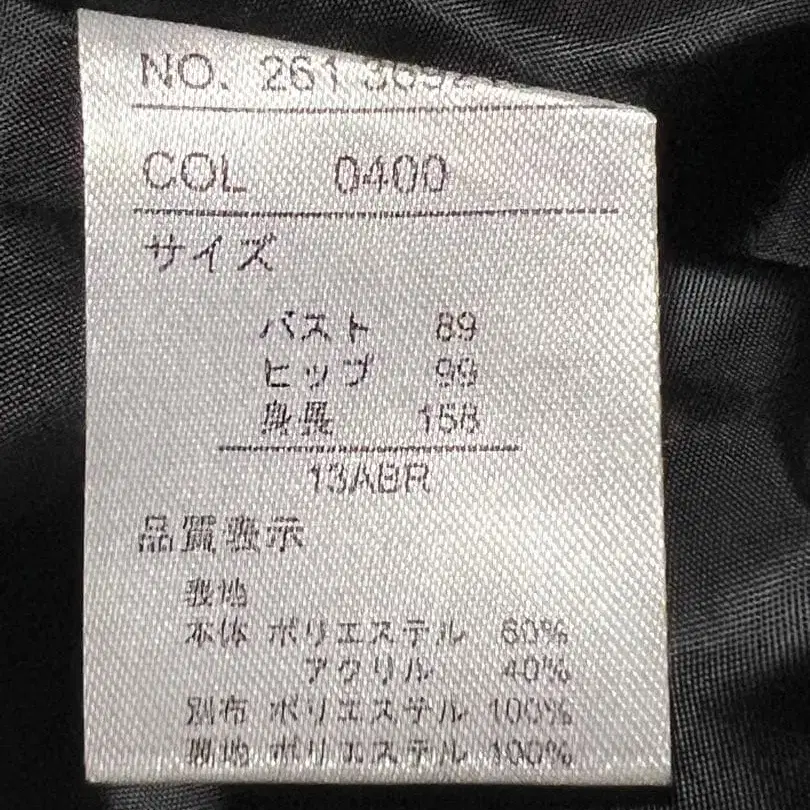 NO. 261
COL 0400
サイズ
バスト 89
ヒップ 99
身長 158
13ABR
品質表示
表地
本体 ポリエステル 60%
アクリル 40%
別布 ポリエステル 100%
ポリエステル 100%